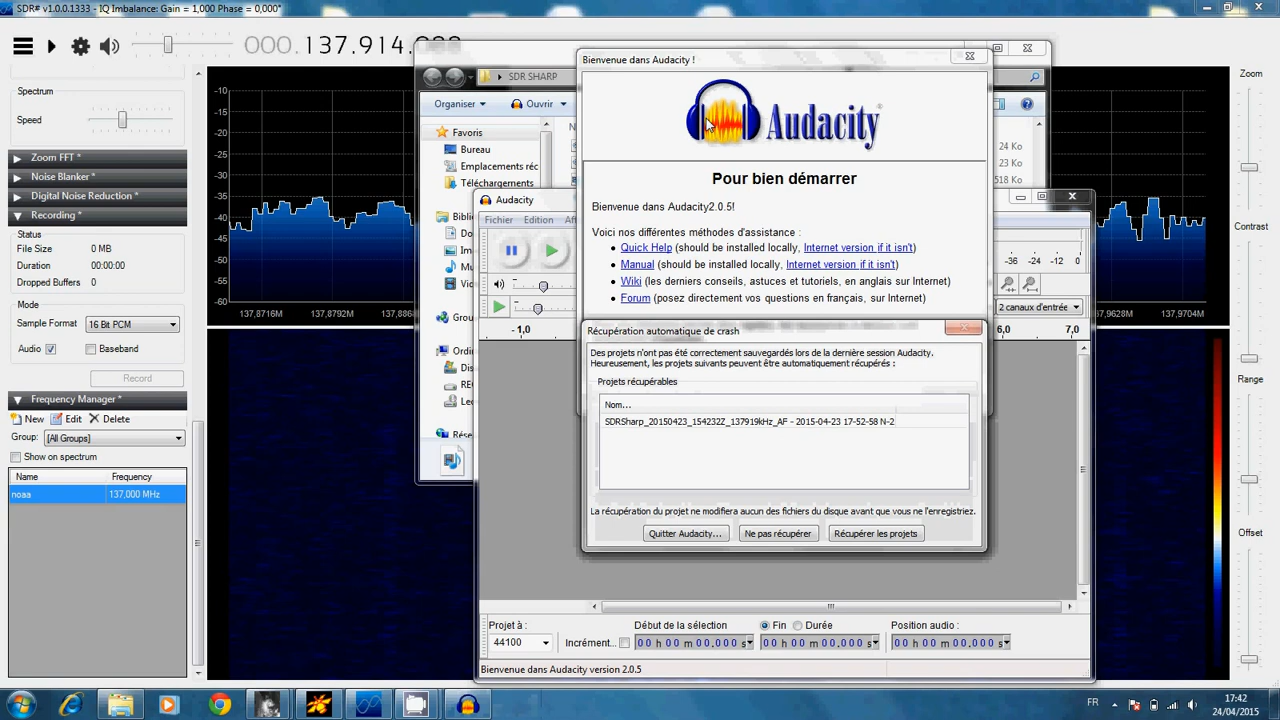 SDR# v1.0.0.1333 - IQ Imbalance: Gain = 1,000 Phase = 0,000°
000.137.914.
Spectrum
Speed
Zoom FFT *
Noise Blanker *
Digital Noise Reduction *
Recording *
Status
File Size 0 MB
Duration 00:00:00
Dropped Buffers 0
Mode
Sample Format 16 Bit PCM
Audio Baseband
Record
Frequency Manager *
New Edit Delete
Group: [All Groups]
Show on spectrum
Name Frequency
noaa 137,000 MHz
-10
-15
-20
-25
-30
-35
-40
-45
-50
-55
-60
137,8716M 137,8792M 137,886
137,9628M 137,9704M
Zoom
Contrast
Range
Offset
SDR SHARP
Organiser Ouvrir
Favoris
Bureau
Emplacements réc
Téléchargements
24 Ko
518 Ko
Audacity
Fichier Edition
-36 -24 -12 0
2 canaux d'entrée
- 1,0
6,0 7,0
Bienvenue dans Audacity !
Audacity
Pour bien démarrer
Bienvenue dans Audacity2.0.5!
Voici nos différentes méthodes d'assistance :
Quick Help (should be installed locally, Internet version if it isn't)
Manual (should be installed locally, Internet version if it isn't)
Wiki (les derniers conseils, astuces et tutoriels, en anglais sur Internet)
Forum (posez directement vos questions en français, sur Internet)
Récupération automatique de crash
Des projets n'ont pas été correctement sauvegardés lors de la dernière session Audacity.
Heureusement, les projets suivants peuvent être automatiquement récupérés :
Projets récupérables
Nom...
SDRSharp_20150423_154232Z_137919kHz_AF - 2015-04-23 17-52-58 N-2
La récupération du projet ne modifiera aucun des fichiers du disque avant que vous ne l'enregistriez.
Quitter Audacity... Ne pas récupérer Récupérer les projets
Projet à : Début de la sélection Fin Durée Position audio :
44100 Incrément... 00 h 00 m 00.000 s 00 h 00 m 00.000 s 00 h 00 m 00.000 s
Bienvenue dans Audacity version 2.0.5
FR
17:42
24/04/2015